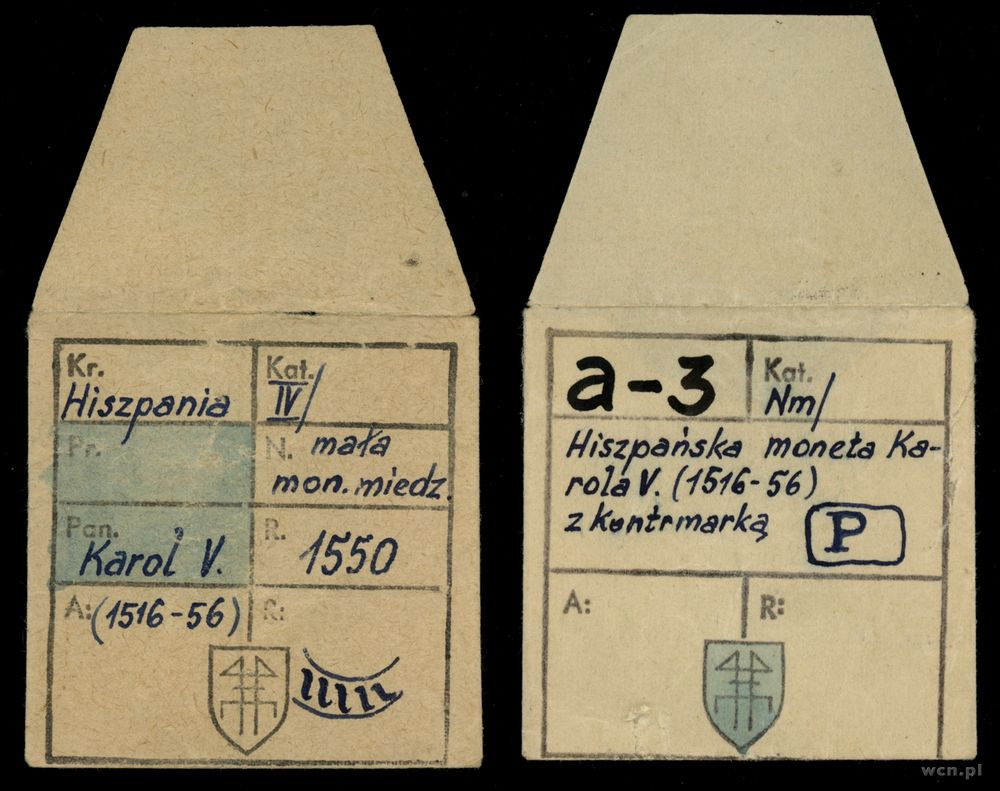 Kr.
Hiszpania
Kat.
IV/
Pr.
N. mała
mon. miedz.
Pan.
Karol V.
R.
1550
A: (1516-56)
R:
a-3
Kat.
Nm/
Hiszpańska moneta Ka-
rola V. (1516-56)
z kontrmarką P
A:
R:
wcn.pl